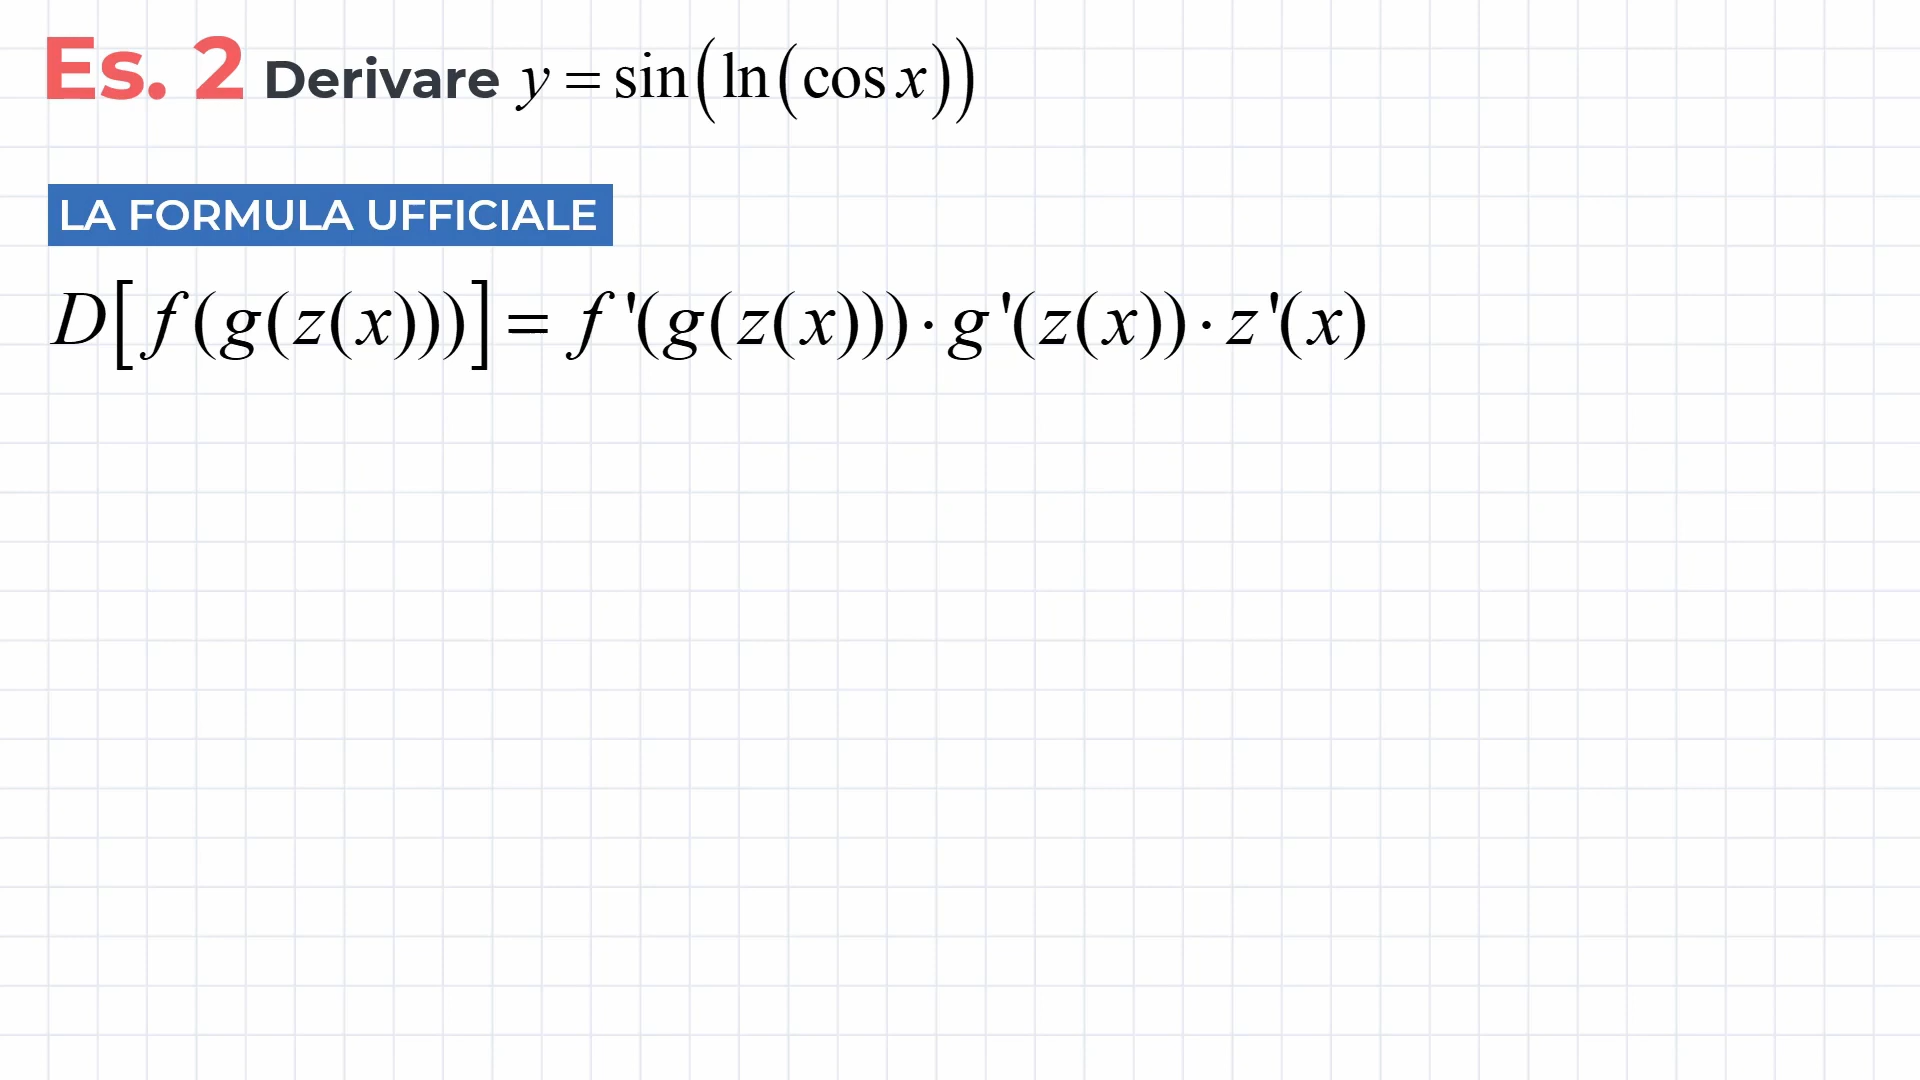 Es. 2 Derivare y = sin(ln(cos x))
LA FORMULA UFFICIALE
D[f(g(z(x)))] = f'(g(z(x)))·g'(z(x))·z'(x)